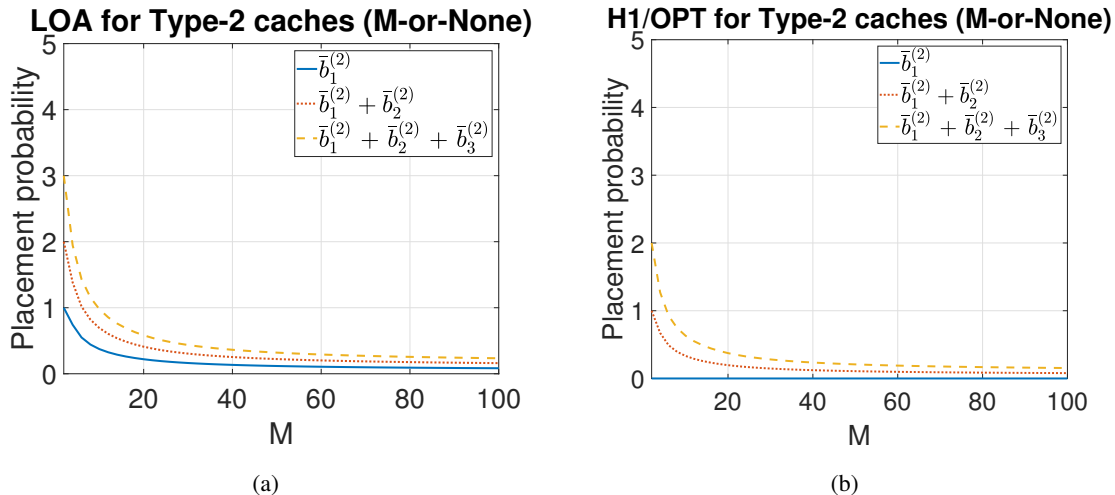 LOA for Type-2 caches (M-or-None)
Placement probability
5
4
3
2
1
0
20
40
60
80
100
M
b̄₁⁽²⁾
b̄₁⁽²⁾ + b̄₂⁽²⁾
b̄₁⁽²⁾ + b̄₂⁽²⁾ + b̄₃⁽²⁾
(a)
H1/OPT for Type-2 caches (M-or-None)
Placement probability
5
4
3
2
1
0
20
40
60
80
100
M
b̄₁⁽²⁾
b̄₁⁽²⁾ + b̄₂⁽²⁾
b̄₁⁽²⁾ + b̄₂⁽²⁾ + b̄₃⁽²⁾
(b)